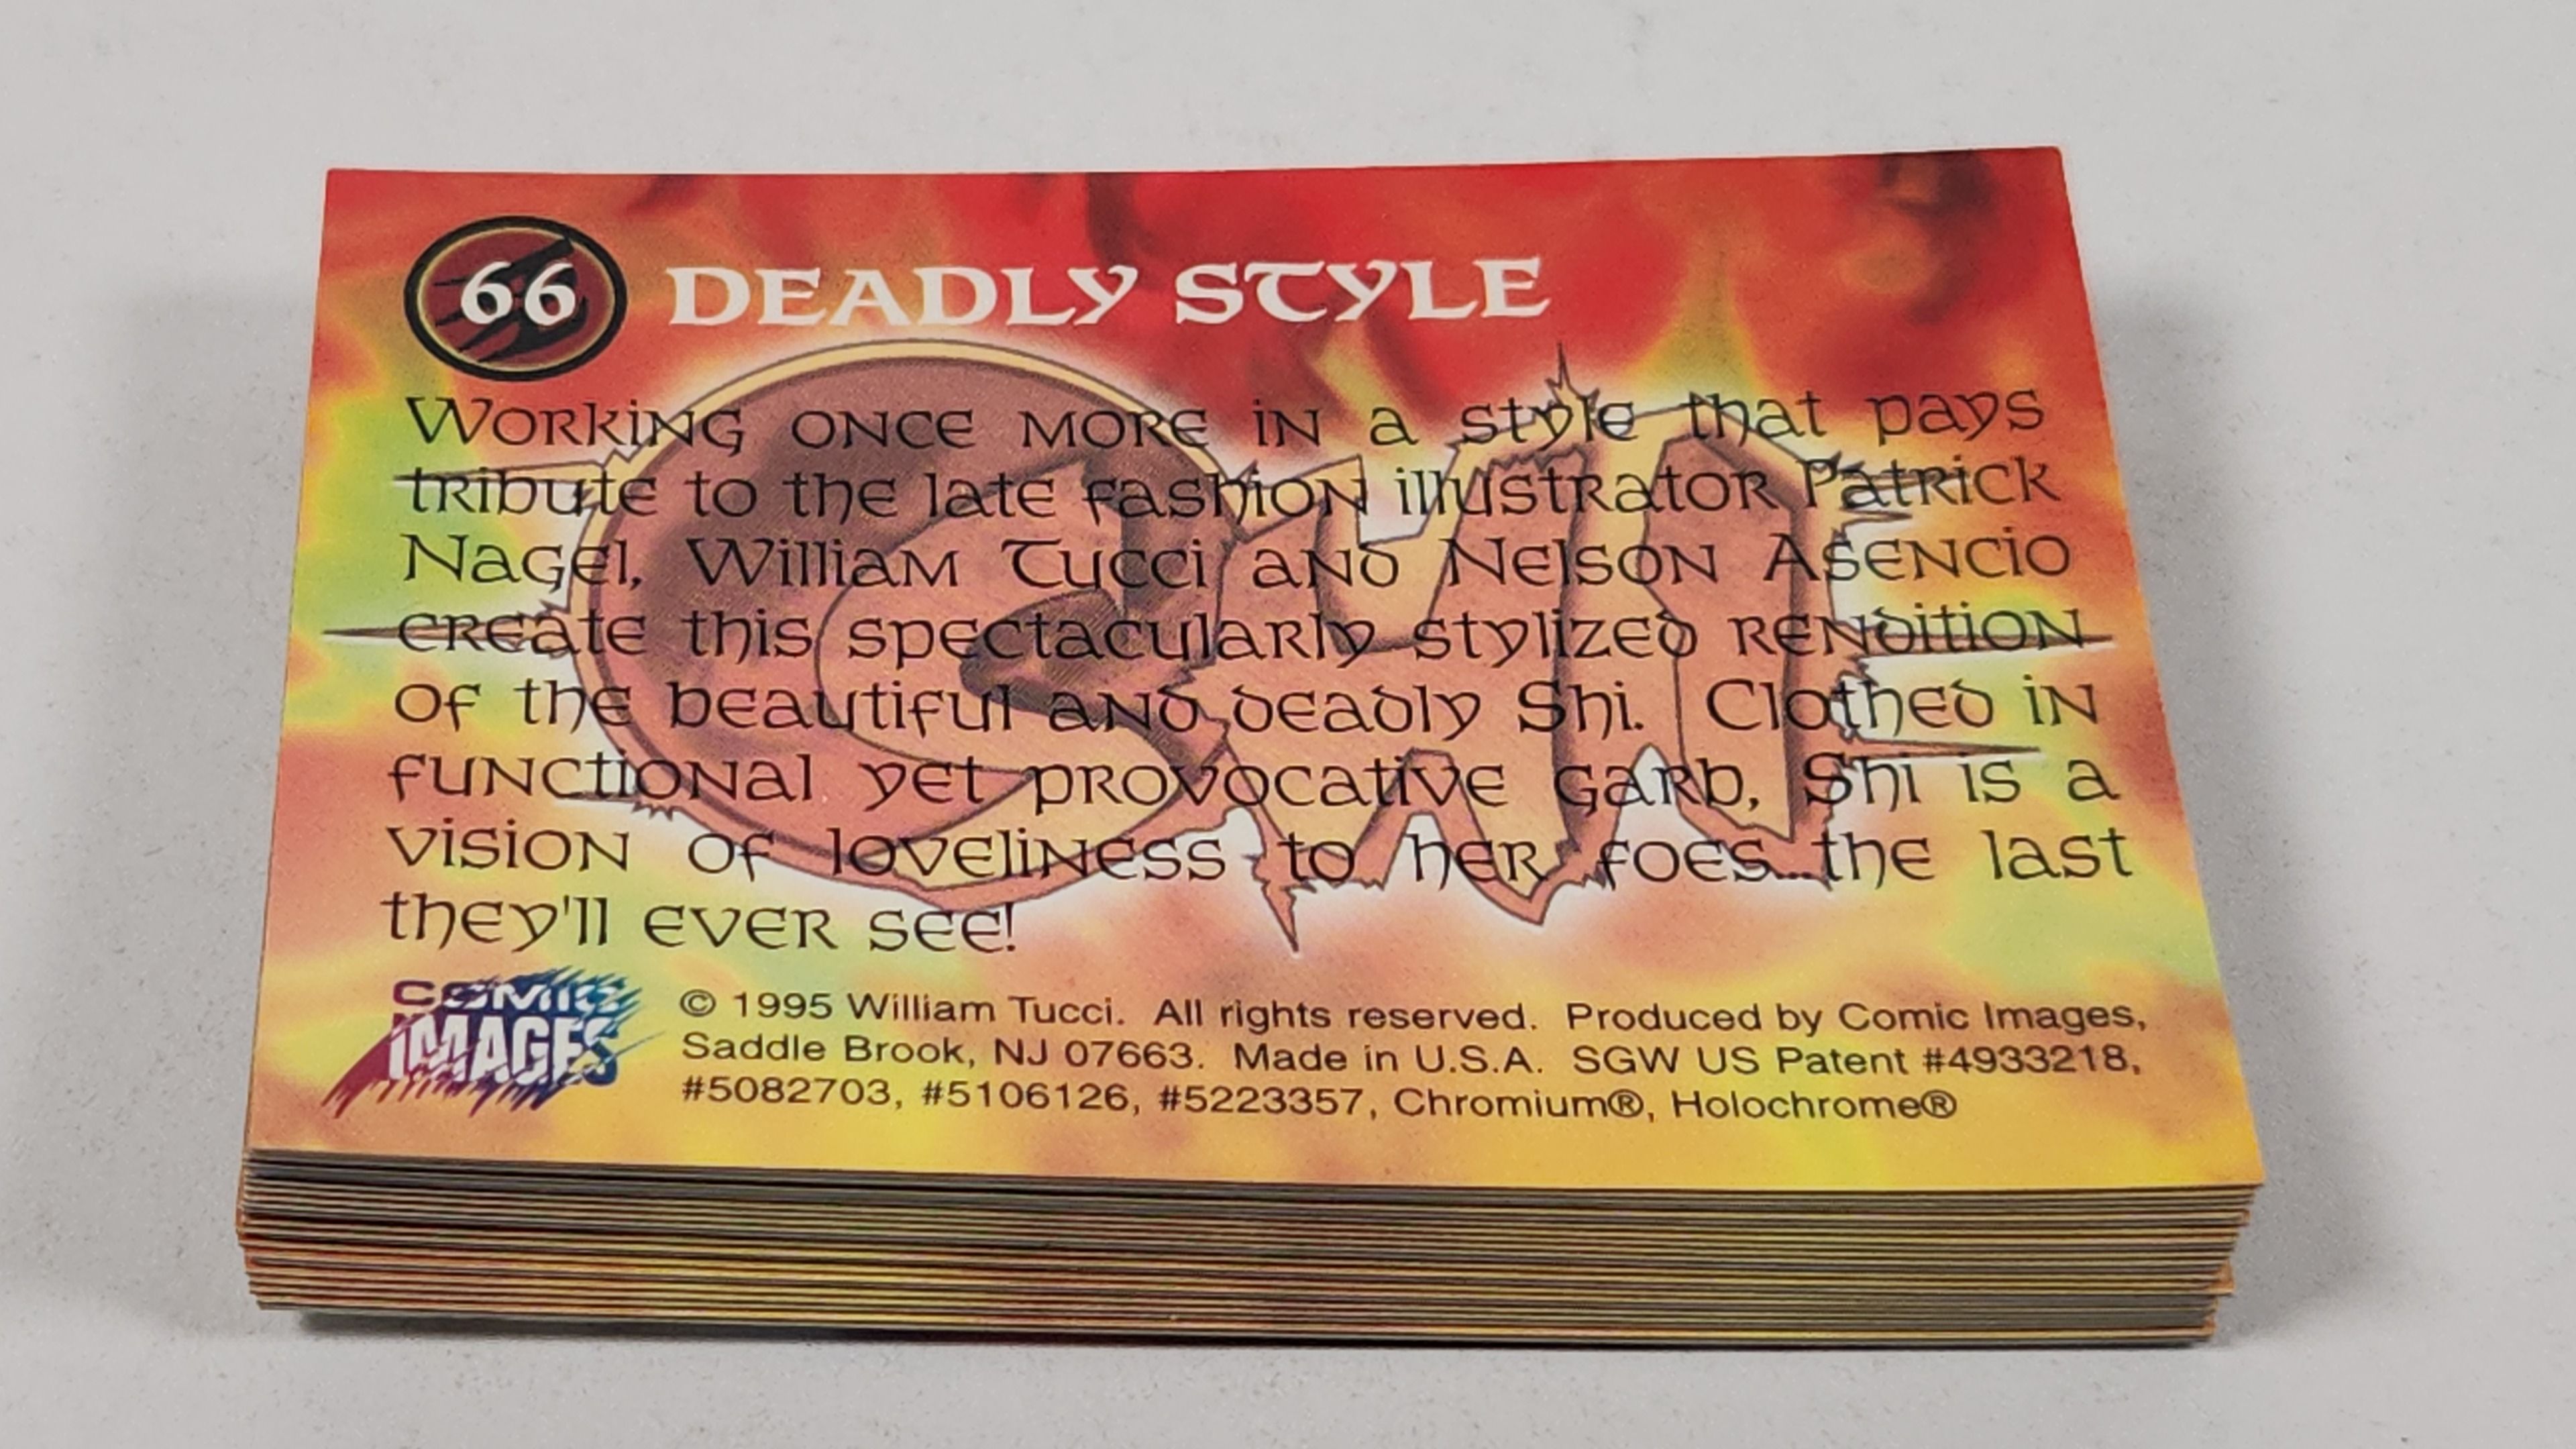 66 DEADLY STYLE
Working once more in a style that pays
tribute to the late fashion illustrator Patrick
Nagel, William Tucci and Nelson Asencio
create this spectacularly stylized rendition
of the beautiful and deadly Shi. Clothed in
functional yet provocative garb, Shi is a
vision of loveliness to her foes...the last
they'll ever see!
COMIC
IMAGES
© 1995 William Tucci. All rights reserved. Produced by Comic Images,
Saddle Brook, NJ 07663. Made in U.S.A. SGW US Patent #4933218,
#5082703, #5106126, #5223357, Chromium®, Holochrome®
SHI